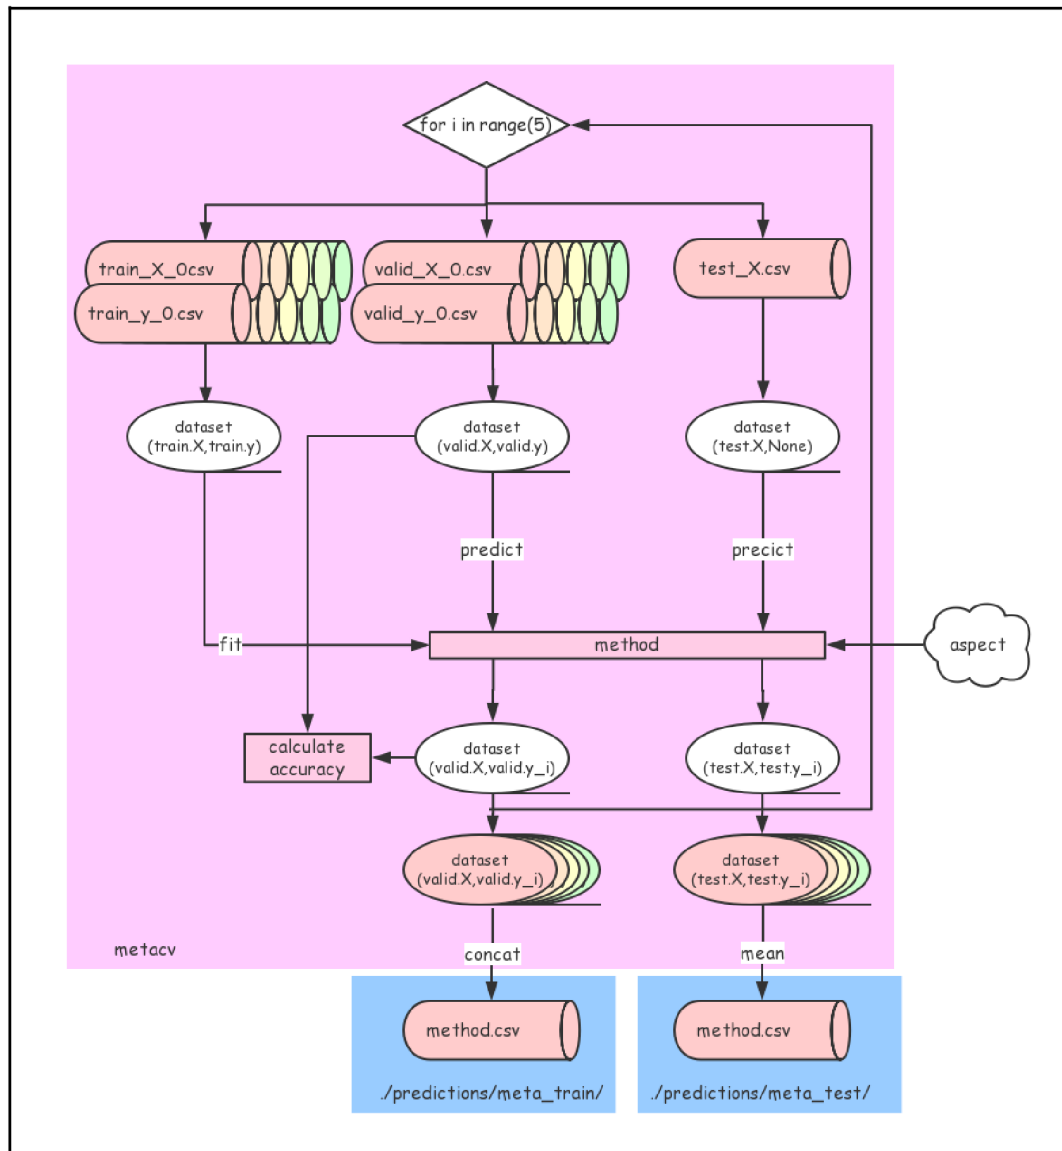 for i in range(5)
train_X_0csv
valid_X_0.csv
test_X.csv
train_y_0.csv
valid_y_0.csv
dataset
(train.X,train.y)
dataset
(valid.X,valid.y)
dataset
(test.X,None)
predict
precict
fit
method
aspect
calculate
accuracy
dataset
(valid.X,valid.y_i)
dataset
(test.X,test.y_i)
dataset
(valid.X,valid.y_i)
dataset
(test.X,test.y_i)
metacv
concat
mean
method.csv
method.csv
./predictions/meta_train/
./predictions/meta_test/